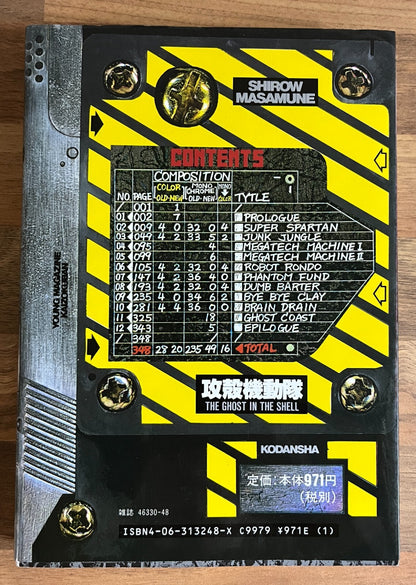 SHIROW
MASAMUNE
CONTENTS
COMPOSITION
COLOR MONO CHROME MONO
OLD-NEW OLD-NEW COLOR
NO. PAGE TYTLE
/ 001 1
01 002 7 PROLOGUE
02 009 4 0 32 0 4 SUPER SPARTAN
03 049 4 2 33 5 2 JUNK JUNGLE
04 095 4 MEGATECH MACHINE I
05 099 6 MEGATECH MACHINE II
06 105 4 2 32 0 4 ROBOT RONDO
07 147 4 2 36 4 0 PHANTOM FUND
08 193 4 2 32 0 4 DUMB BARTER
09 235 4 0 34 6 2 BYE BYE CLAY
10 281 4 4 36 0 0 BRAIN DRAIN
11 325 18 GHOST COAST
12 343 5 EPILOGUE
/ 348 /
348 28 20 235 49 16 TOTAL
攻殻機動隊
THE GHOST IN THE SHELL
YOUNG MAGAZINE
KODANSHA
定価:本体971円
(税別)
雑誌 46330-48
ISBN4-06-313248-X C9979 ¥971E (1)